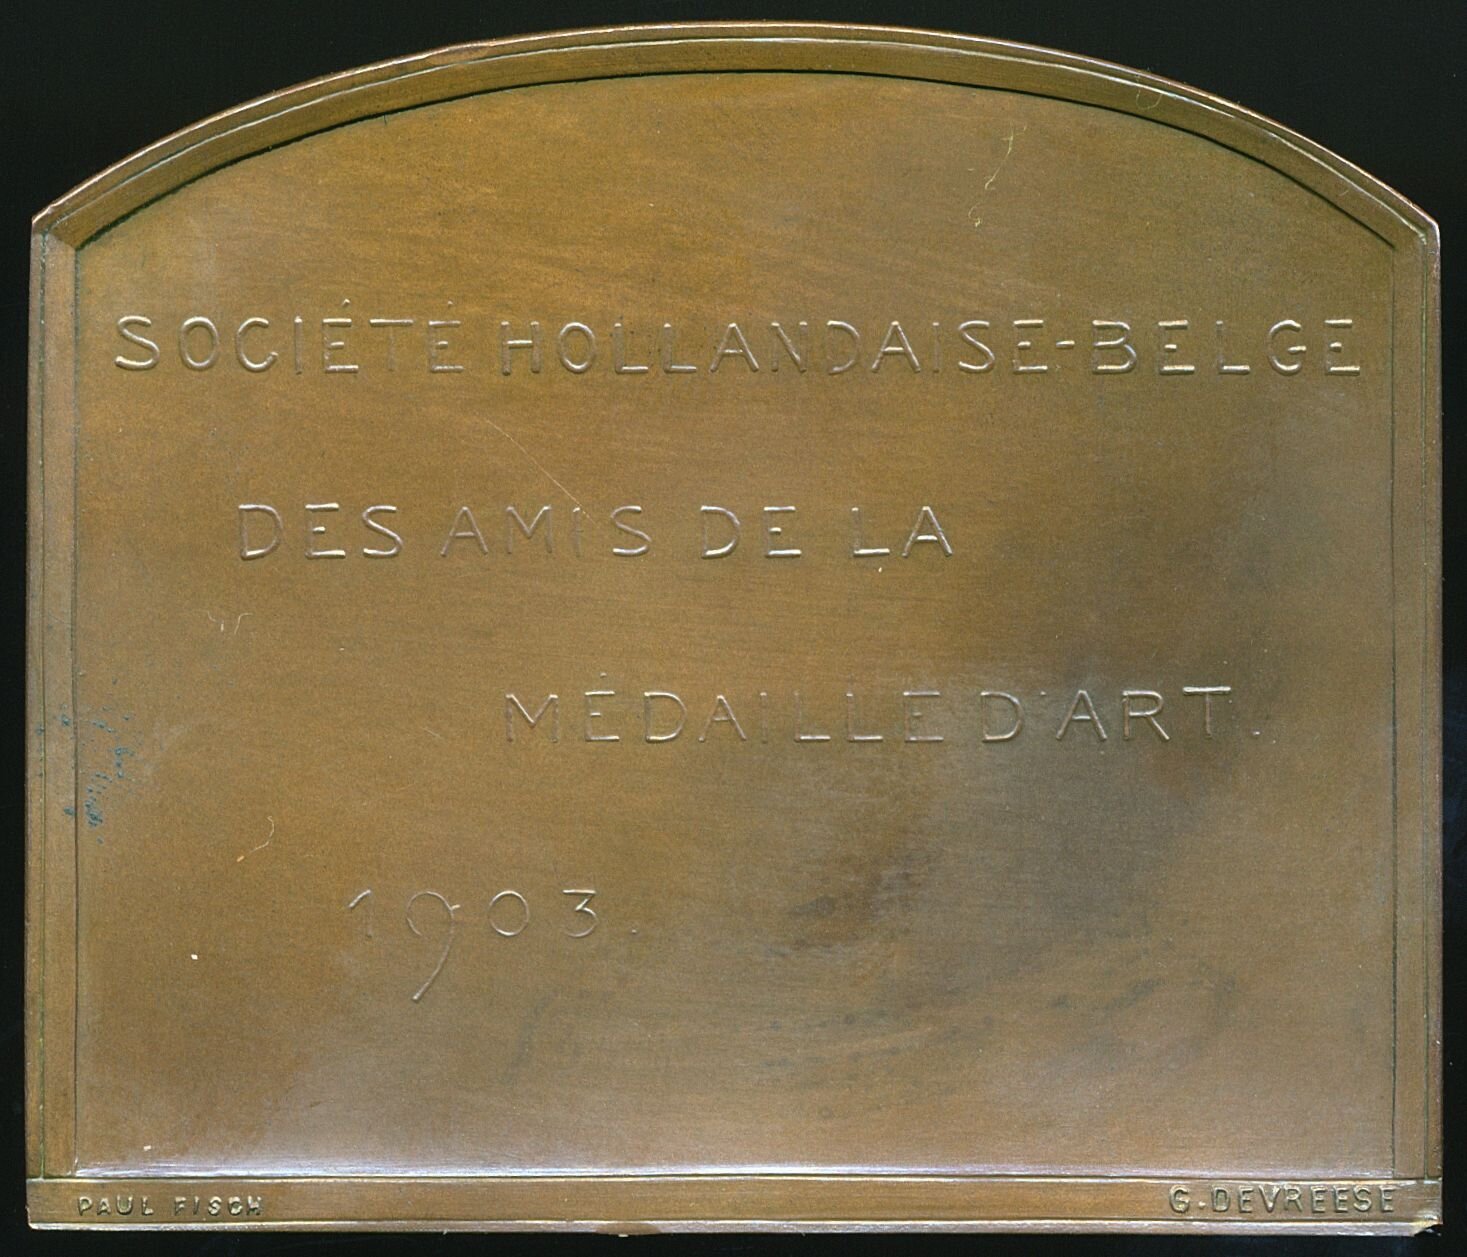 SOCIÉTÉ HOLLANDAISE-BELGE
DES AMIS DE LA
MÉDAILLE D'ART.
1903.
PAUL FISCH
G. DEVREESE